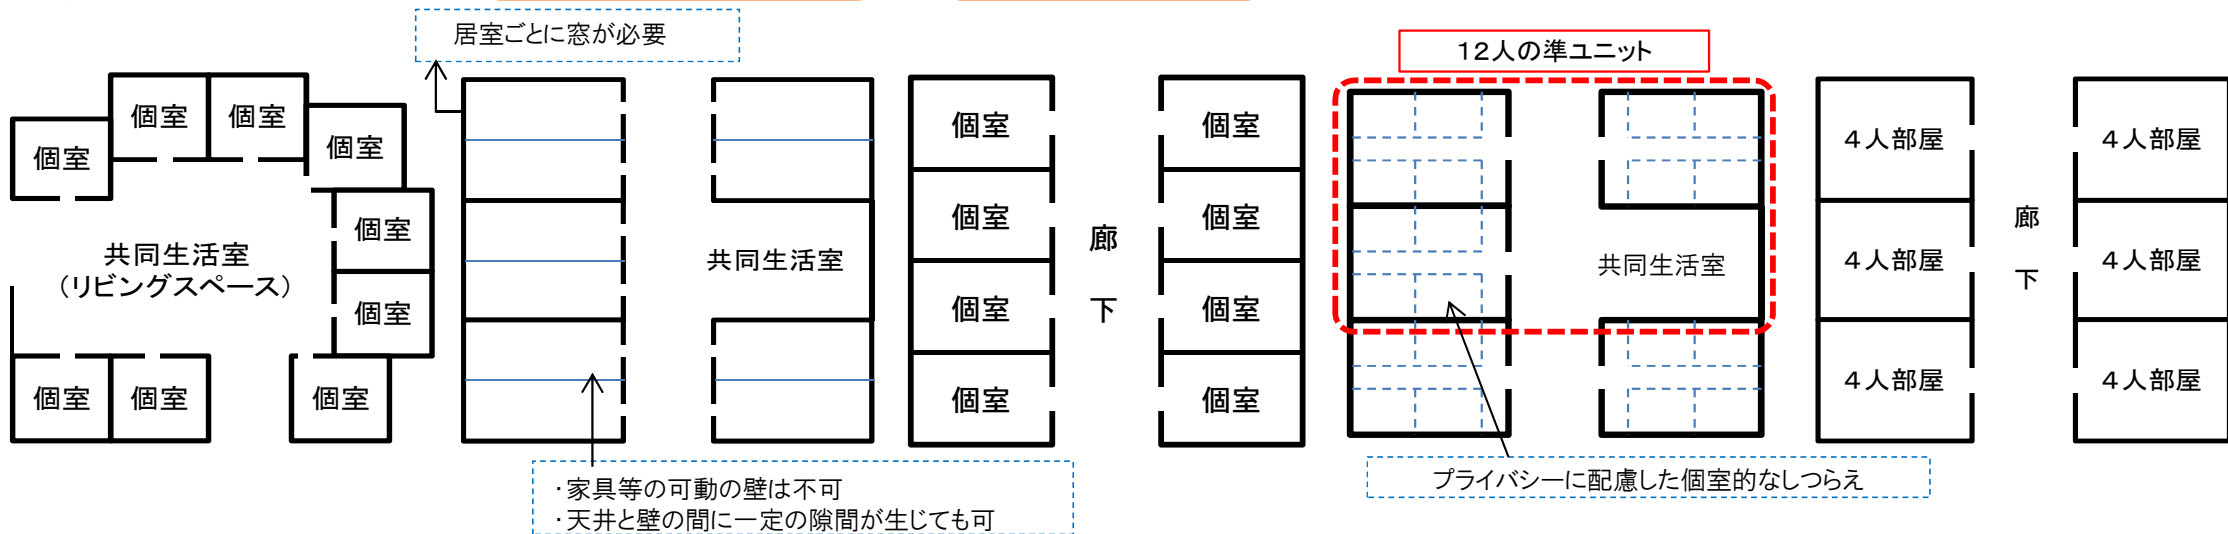 居室ごとに窓が必要
12人の準ユニット
個室
個室
個室
個室
個室
個室
共同生活室
（リビングスペース）
個室
個室
個室
共同生活室
・家具等の可動の壁は不可
・天井と壁の間に一定の隙間が生じても可
個室
個室
個室
個室
廊
下
個室
個室
個室
個室
共同生活室
プライバシーに配慮した個室的なしつらえ
４人部屋
４人部屋
４人部屋
廊
下
４人部屋
４人部屋
４人部屋